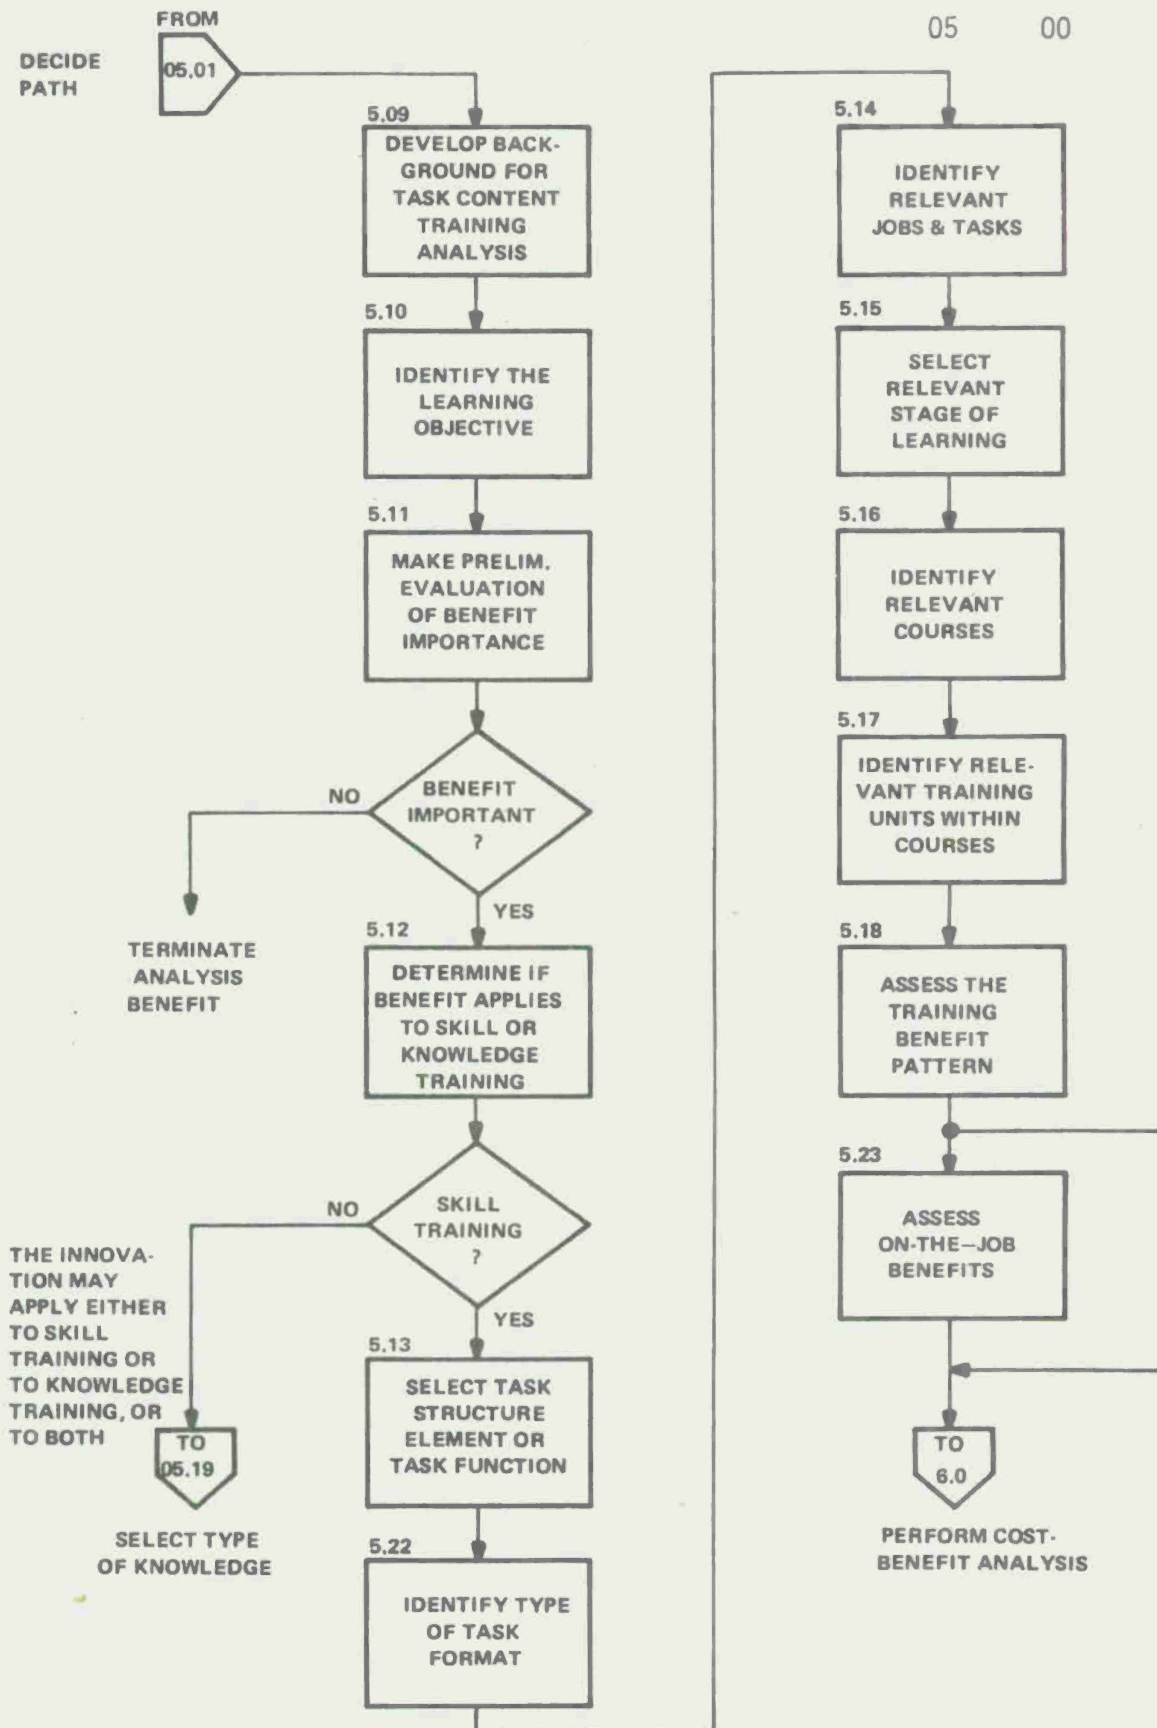 05 00
FROM
DECIDE
PATH
05.01
5.09
DEVELOP BACK-
GROUND FOR
TASK CONTENT
TRAINING
ANALYSIS
5.10
IDENTIFY THE
LEARNING
OBJECTIVE
5.11
MAKE PRELIM.
EVALUATION
OF BENEFIT
IMPORTANCE
BENEFIT
IMPORTANT
?
NO
TERMINATE
ANALYSIS
BENEFIT
YES
5.12
DETERMINE IF
BENEFIT APPLIES
TO SKILL OR
KNOWLEDGE
TRAINING
SKILL
TRAINING
?
NO
THE INNOVA-
TION MAY
APPLY EITHER
TO SKILL
TRAINING OR
TO KNOWLEDGE
TRAINING, OR
TO BOTH
TO
05.19
SELECT TYPE
OF KNOWLEDGE
YES
5.13
SELECT TASK
STRUCTURE
ELEMENT OR
TASK FUNCTION
5.22
IDENTIFY TYPE
OF TASK
FORMAT
5.14
IDENTIFY
RELEVANT
JOBS & TASKS
5.15
SELECT
RELEVANT
STAGE OF
LEARNING
5.16
IDENTIFY
RELEVANT
COURSES
5.17
IDENTIFY RELE-
VANT TRAINING
UNITS WITHIN
COURSES
5.18
ASSESS THE
TRAINING
BENEFIT
PATTERN
5.23
ASSESS
ON-THE—JOB
BENEFITS
TO
6.0
PERFORM COST-
BENEFIT ANALYSIS